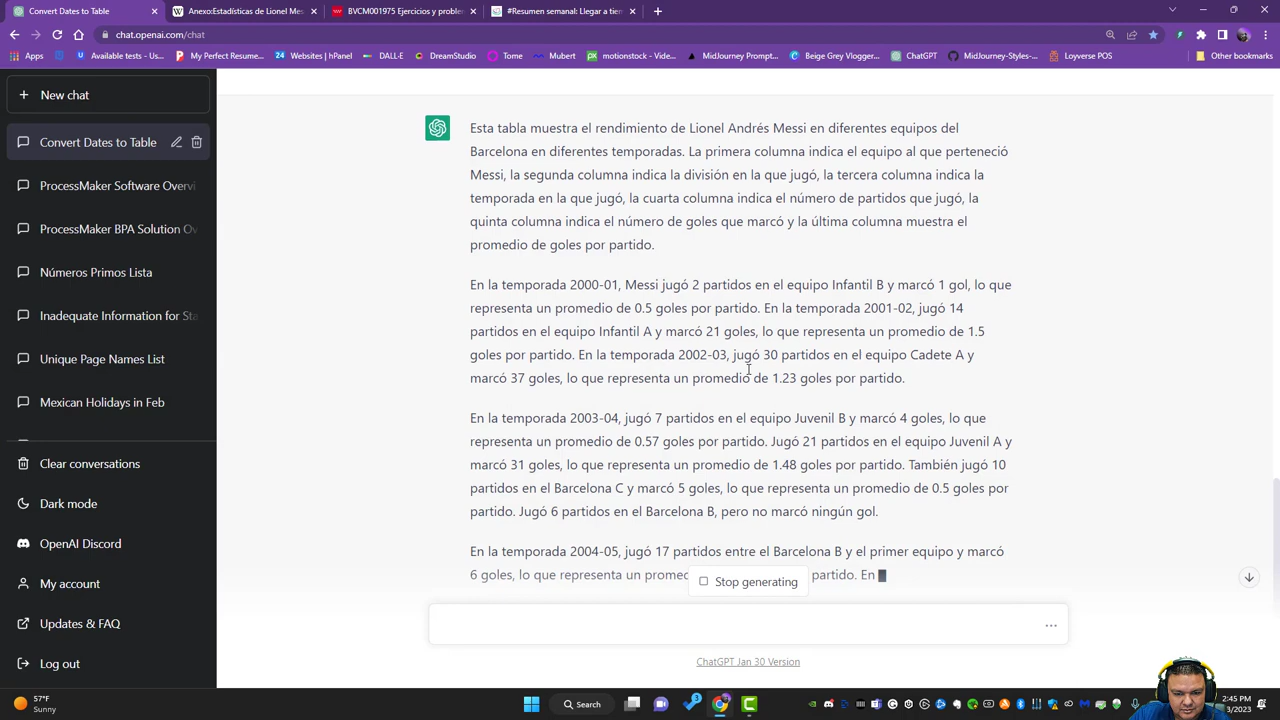 Convert Dates to Table
Anexo:Estadísticas de Lionel Mes
BVCM001975 Ejercicios y probler
#Resumen semanal: Llegar a tien
chat.openai.com/chat
Apps
Available tests - Us...
My Perfect Resume...
Websites | hPanel
DALL·E
DreamStudio
Tome
Mubert
motionstock - Vide...
MidJourney Prompt...
Beige Grey Vlogger...
ChatGPT
MidJourney-Styles-...
Loyverse POS
Other bookmarks
New chat
Convert Dates to Table
ProcessMaker Software Overvi
ProcessMaker BPA Solution Ov
Números Primos Lista
Inadequate Information for Sta
Unique Page Names List
Mexican Holidays in Feb
Clear conversations
Dark mode
OpenAI Discord
My account
Updates & FAQ
Log out
Esta tabla muestra el rendimiento de Lionel Andrés Messi en diferentes equipos del
Barcelona en diferentes temporadas. La primera columna indica el equipo al que perteneció
Messi, la segunda columna indica la división en la que jugó, la tercera columna indica la
temporada en la que jugó, la cuarta columna indica el número de partidos que jugó, la
quinta columna indica el número de goles que marcó y la última columna muestra el
promedio de goles por partido.
En la temporada 2000-01, Messi jugó 2 partidos en el equipo Infantil B y marcó 1 gol, lo que
representa un promedio de 0.5 goles por partido. En la temporada 2001-02, jugó 14
partidos en el equipo Infantil A y marcó 21 goles, lo que representa un promedio de 1.5
goles por partido. En la temporada 2002-03, jugó 30 partidos en el equipo Cadete A y
marcó 37 goles, lo que representa un promedio de 1.23 goles por partido.
En la temporada 2003-04, jugó 7 partidos en el equipo Juvenil B y marcó 4 goles, lo que
representa un promedio de 0.57 goles por partido. Jugó 21 partidos en el equipo Juvenil A y
marcó 31 goles, lo que representa un promedio de 1.48 goles por partido. También jugó 10
partidos en el Barcelona C y marcó 5 goles, lo que representa un promedio de 0.5 goles por
partido. Jugó 6 partidos en el Barcelona B, pero no marcó ningún gol.
En la temporada 2004-05, jugó 17 partidos entre el Barcelona B y el primer equipo y marcó
6 goles, lo que representa un promed partido. En
Stop generating
ChatGPT Jan 30 Version
57°F
Sunny
Search
2:45 PM
3/2023